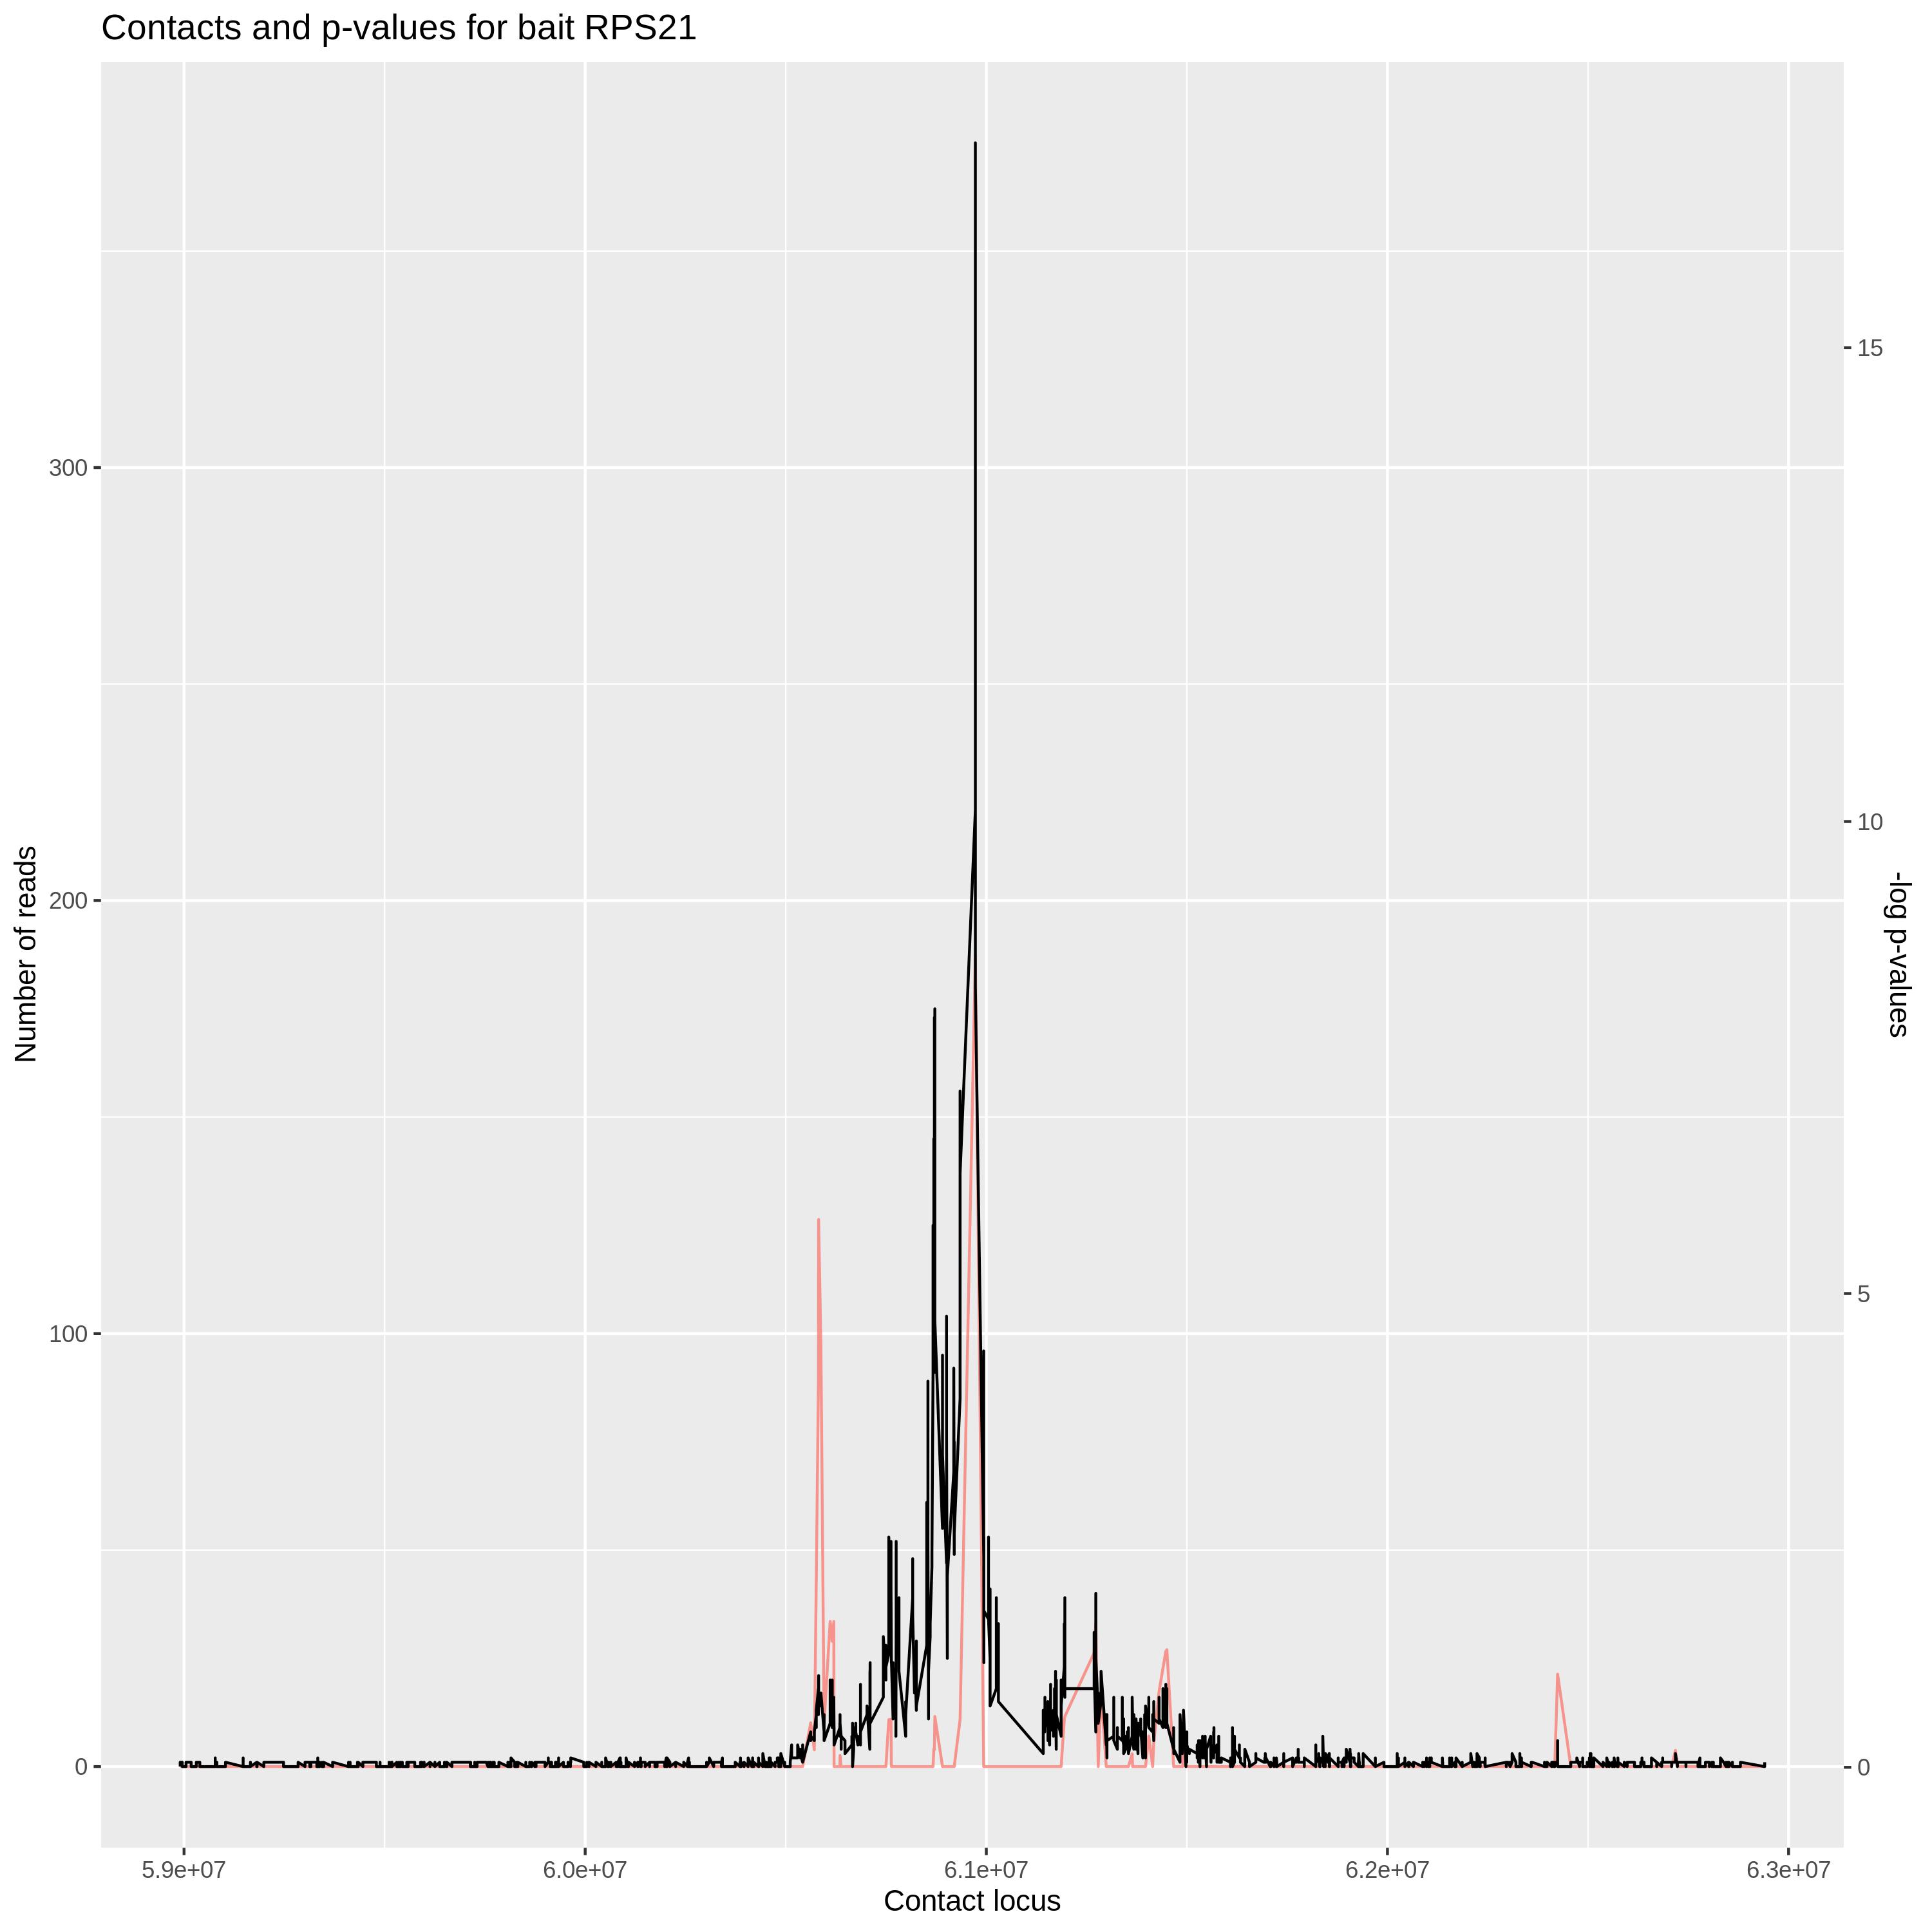 Contacts and p-values for bait RPS21
Number of reads
300
200
100
0
15
10
5
0
-log p-values
5.9e+07 6.0e+07 6.1e+07 6.2e+07 6.3e+07
Contact locus